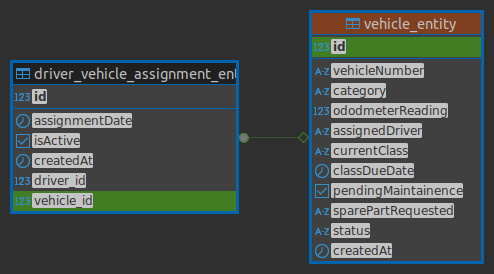 driver_vehicle_assignment_ent
123 id
assignmentDate
isActive
createdAt
123 driver_id
123 vehicle_id
vehicle_entity
123 id
A-Z vehicleNumber
A-Z category
123 ododmeterReading
A-Z assignedDriver
A-Z currentClass
classDueDate
pendingMaintainence
A-Z sparePartRequested
A-Z status
createdAt